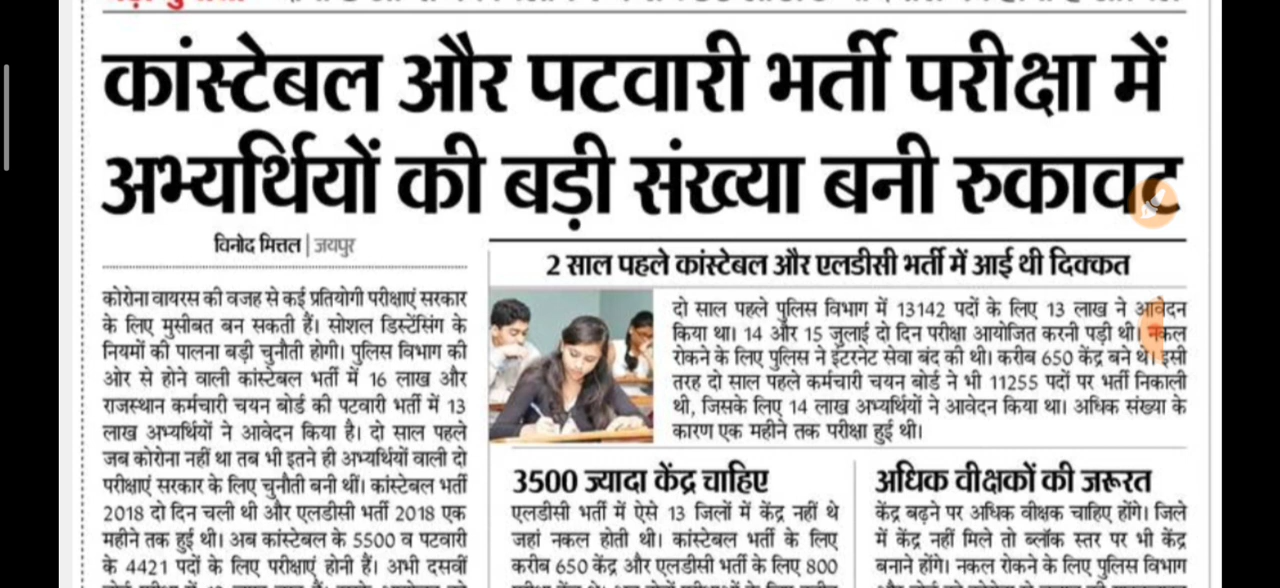 कांस्टेबल और पटवारी भर्ती परीक्षा में
अभ्यर्थियों की बड़ी संख्या बनी रुकावट
विनोद मित्तल | जयपुर
कोरोना वायरस की वजह से कई प्रतियोगी परीक्षाएं सरकार
के लिए मुसीबत बन सकती हैं। सोशल डिस्टेंसिंग के
नियमों की पालना बड़ी चुनौती होगी। पुलिस विभाग की
ओर से होने वाली कांस्टेबल भर्ती में 16 लाख और
राजस्थान कर्मचारी चयन बोर्ड की पटवारी भर्ती में 13
लाख अभ्यर्थियों ने आवेदन किया है। दो साल पहले
जब कोरोना नहीं था तब भी इतने ही अभ्यर्थियों वाली दो
परीक्षाएं सरकार के लिए चुनौती बनी थीं। कांस्टेबल भर्ती
2018 दो दिन चली थी और एलडीसी भर्ती 2018 एक
महीने तक हुई थी। अब कांस्टेबल के 5500 व पटवारी
के 4421 पदों के लिए परीक्षाएं होनी हैं। अभी दसवीं
2 साल पहले कांस्टेबल और एलडीसी भर्ती में आई थी दिक्कत
दो साल पहले पुलिस विभाग में 13142 पदों के लिए 13 लाख ने आवेदन
किया था। 14 और 15 जुलाई दो दिन परीक्षा आयोजित करनी पड़ी थी। नकल
रोकने के लिए पुलिस ने इंटरनेट सेवा बंद की थी। करीब 650 केंद्र बने थे। इसी
तरह दो साल पहले कर्मचारी चयन बोर्ड ने भी 11255 पदों पर भर्ती निकाली
थी, जिसके लिए 14 लाख अभ्यर्थियों ने आवेदन किया था। अधिक संख्या के
कारण एक महीने तक परीक्षा हुई थी।
3500 ज्यादा केंद्र चाहिए
एलडीसी भर्ती में ऐसे 13 जिलों में केंद्र नहीं थे
जहां नकल होती थी। कांस्टेबल भर्ती के लिए
करीब 650 केंद्र और एलडीसी भर्ती के लिए 800
अधिक वीक्षकों की जरूरत
केंद्र बढ़ने पर अधिक वीक्षक चाहिए होंगे। जिले
में केंद्र नहीं मिले तो ब्लॉक स्तर पर भी केंद्र
बनाने होंगे। नकल रोकने के लिए पुलिस विभाग